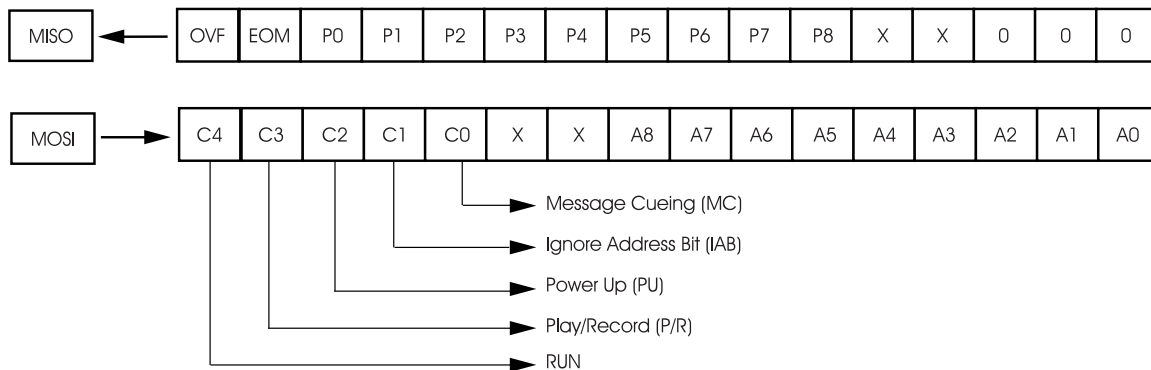 MISO OVF EOM P0 P1 P2 P3 P4 P5 P6 P7 P8 X X 0 0 0
MOSI C4 C3 C2 C1 C0 X X A8 A7 A6 A5 A4 A3 A2 A1 A0
Message Cueing (MC)
Ignore Address Bit (IAB)
Power Up (PU)
Play/Record (P/R)
RUN